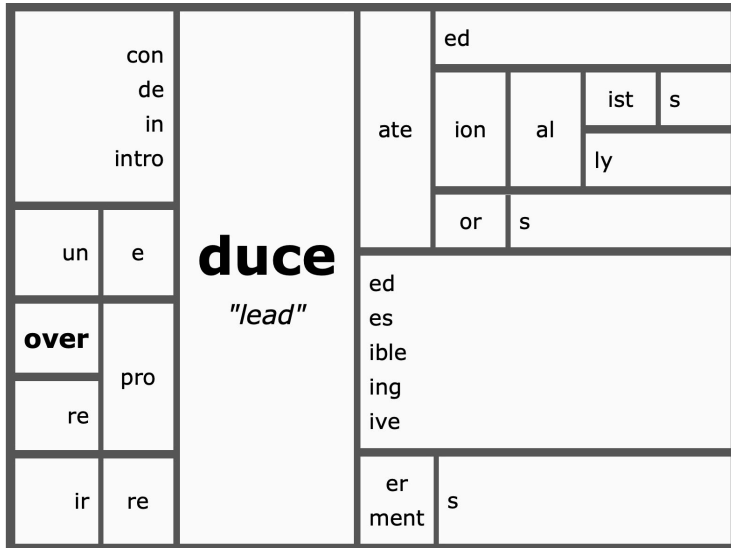 con
de
in
intro
un
e
over
pro
re
ir
re
duce
"lead"
ate
ed
ion
al
ist
s
ly
or
s
ed
es
ible
ing
ive
er
ment
s